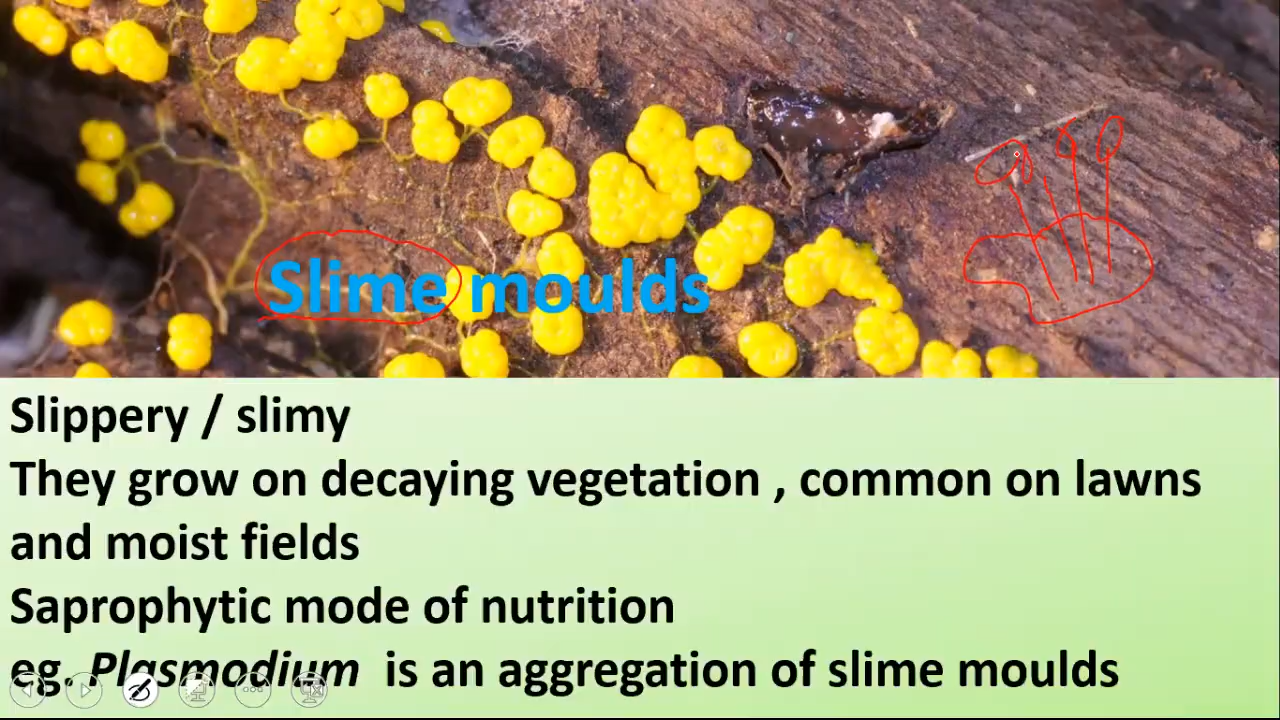 Slime moulds
Slippery / slimy
They grow on decaying vegetation , common on lawns
and moist fields
Saprophytic mode of nutrition
eg. Plasmodium is an aggregation of slime moulds